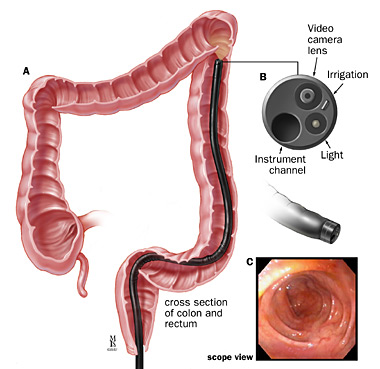 A
B
Video
camera
lens
Irrigation
Instrument
channel
Light
cross section
of colon and
rectum
C
scope view